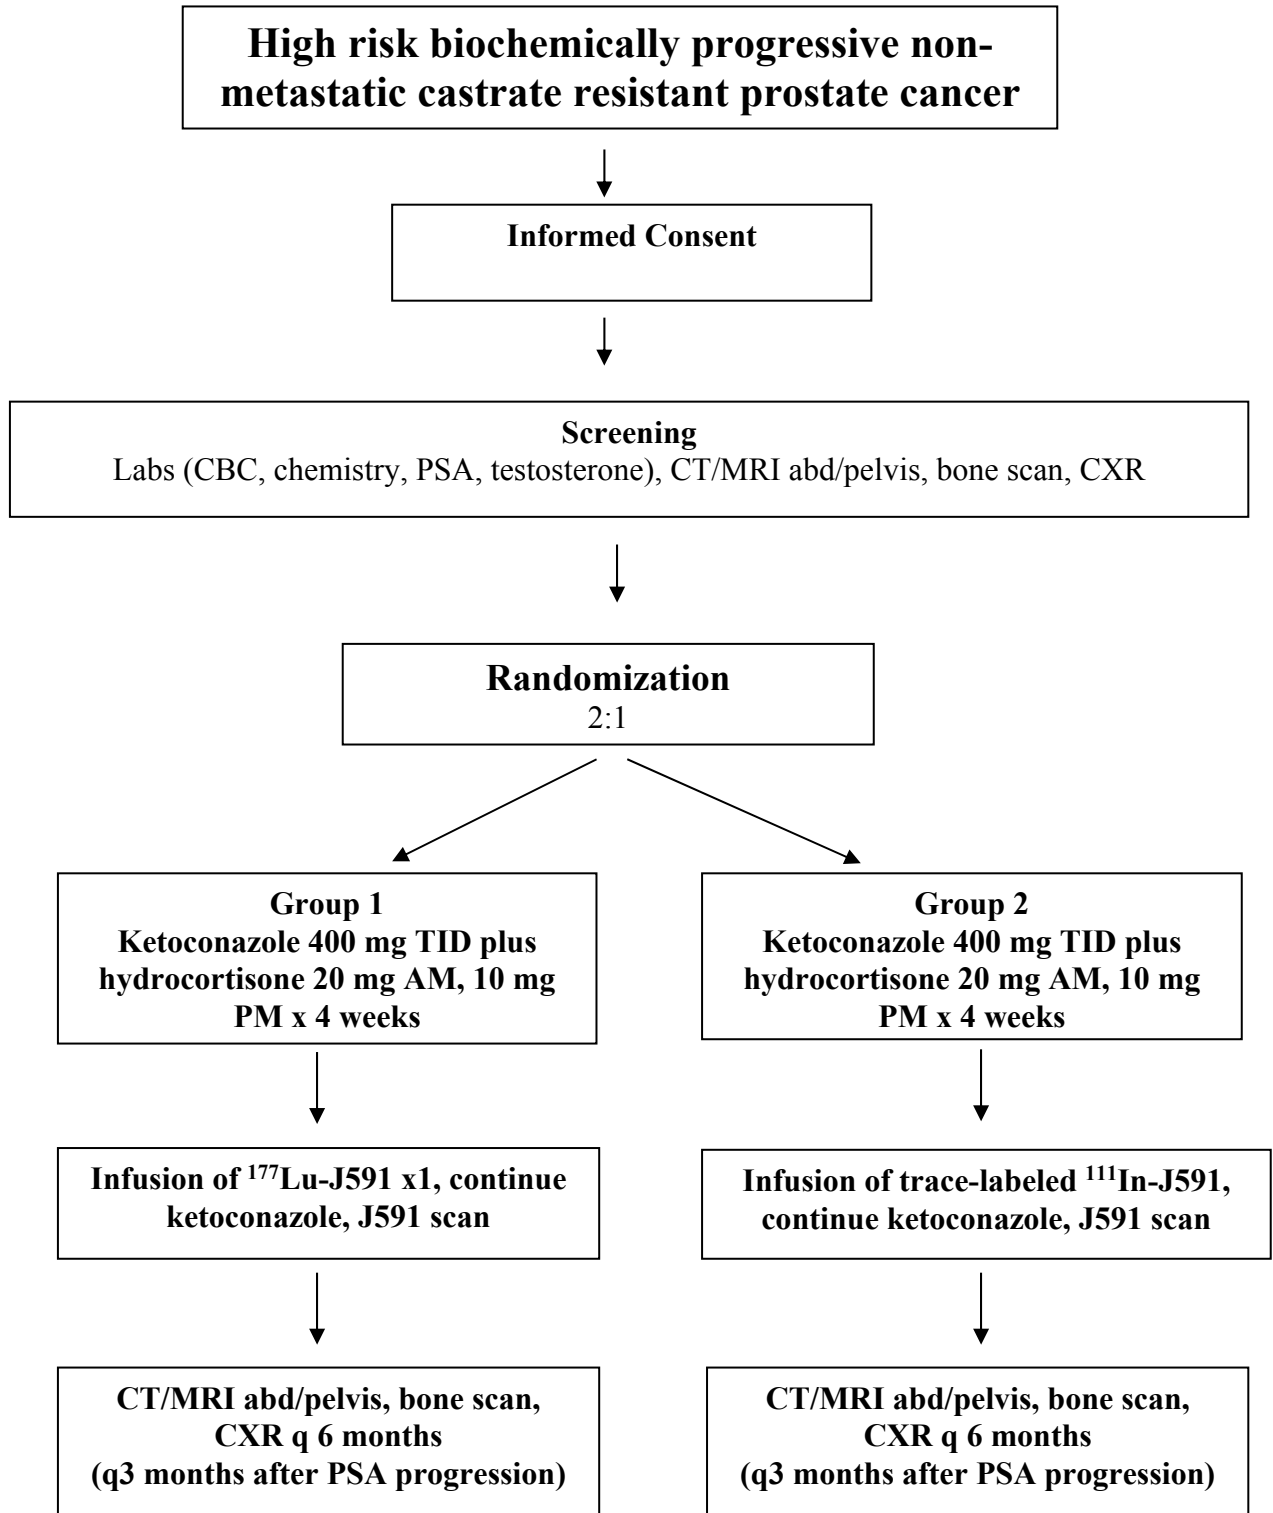 High risk biochemically progressive non-
metastatic castrate resistant prostate cancer
Informed Consent
Screening
Labs (CBC, chemistry, PSA, testosterone), CT/MRI abd/pelvis, bone scan, CXR
Randomization
2:1
Group 1
Ketoconazole 400 mg TID plus
hydrocortisone 20 mg AM, 10 mg
PM x 4 weeks
Group 2
Ketoconazole 400 mg TID plus
hydrocortisone 20 mg AM, 10 mg
PM x 4 weeks
Infusion of ¹⁷⁷Lu-J591 x1, continue
ketoconazole, J591 scan
Infusion of trace-labeled ¹¹¹In-J591,
continue ketoconazole, J591 scan
CT/MRI abd/pelvis, bone scan,
CXR q 6 months
(q3 months after PSA progression)
CT/MRI abd/pelvis, bone scan,
CXR q 6 months
(q3 months after PSA progression)